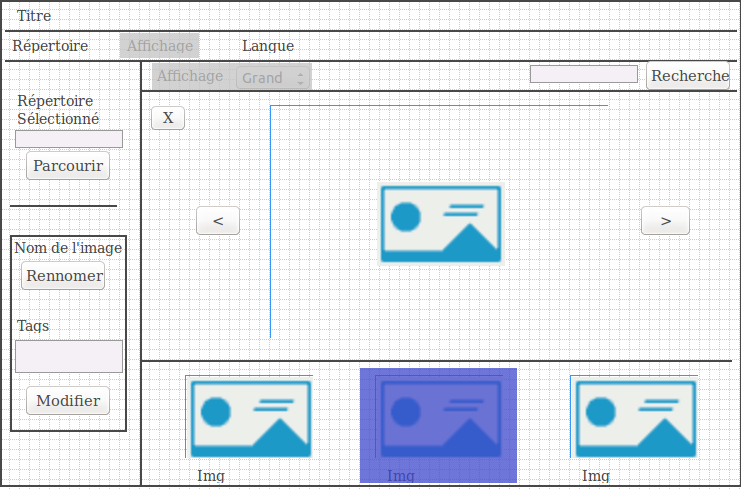 Titre
Répertoire Affichage Langue
Affichage Grand Recherche
Répertoire
Sélectionné
Parcourir
X
< >
Nom de l'image
Rennomer
Tags
Modifier
Img Img Img